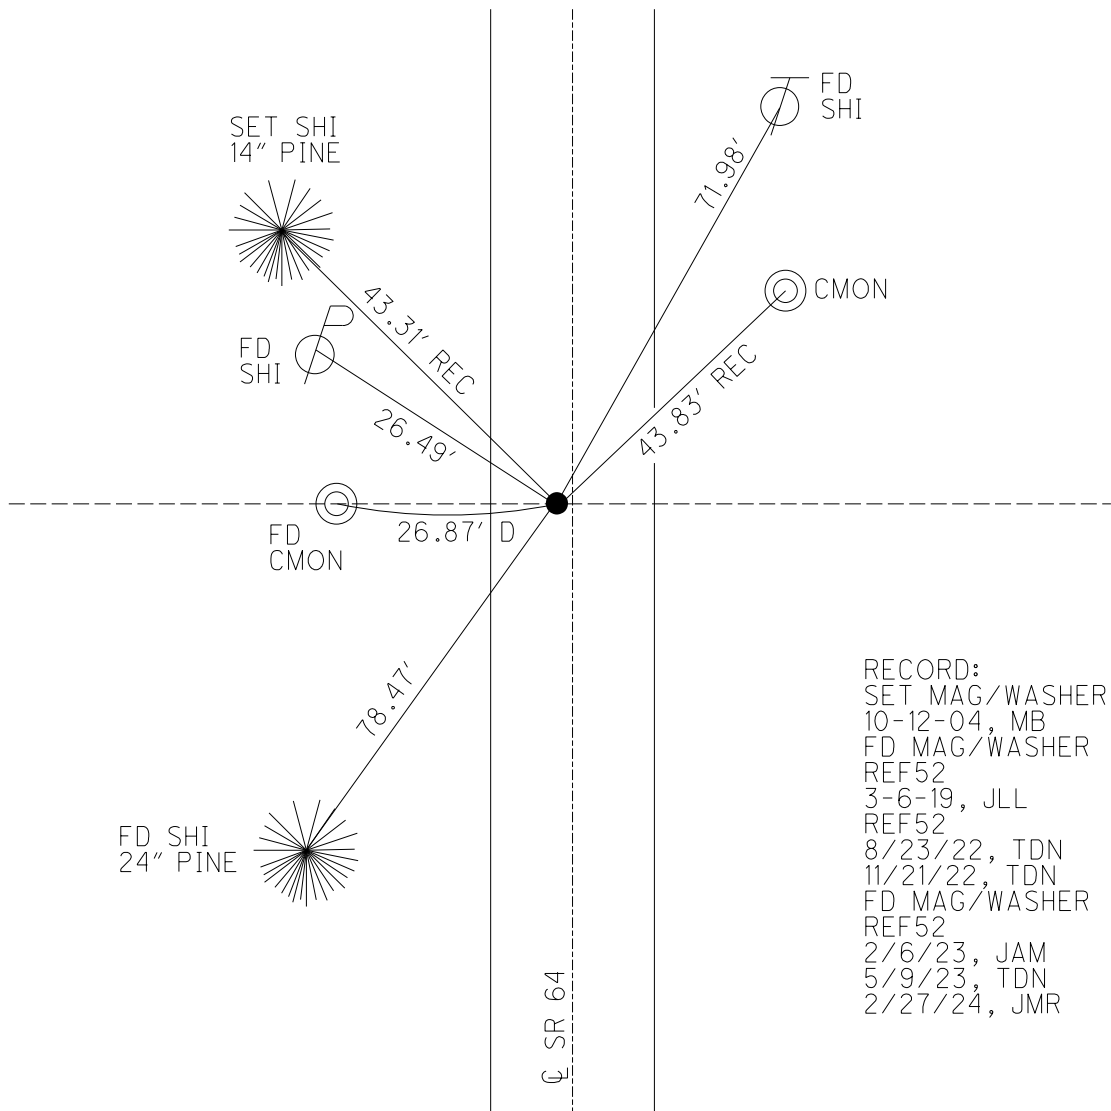 FD
SHI
SET SHI
14" PINE
71.98'
CMON
43.31' REC
FD
SHI
43.83' REC
26.49'
26.87' D
FD
CMON
78.47'
FD SHI
24" PINE
RECORD:
SET MAG/WASHER
10-12-04, MB
FD MAG/WASHER
REF52
3-6-19, JLL
REF52
8/23/22, TDN
11/21/22, TDN
FD MAG/WASHER
REF52
2/6/23, JAM
5/9/23, TDN
2/27/24, JMR
℄ SR 64